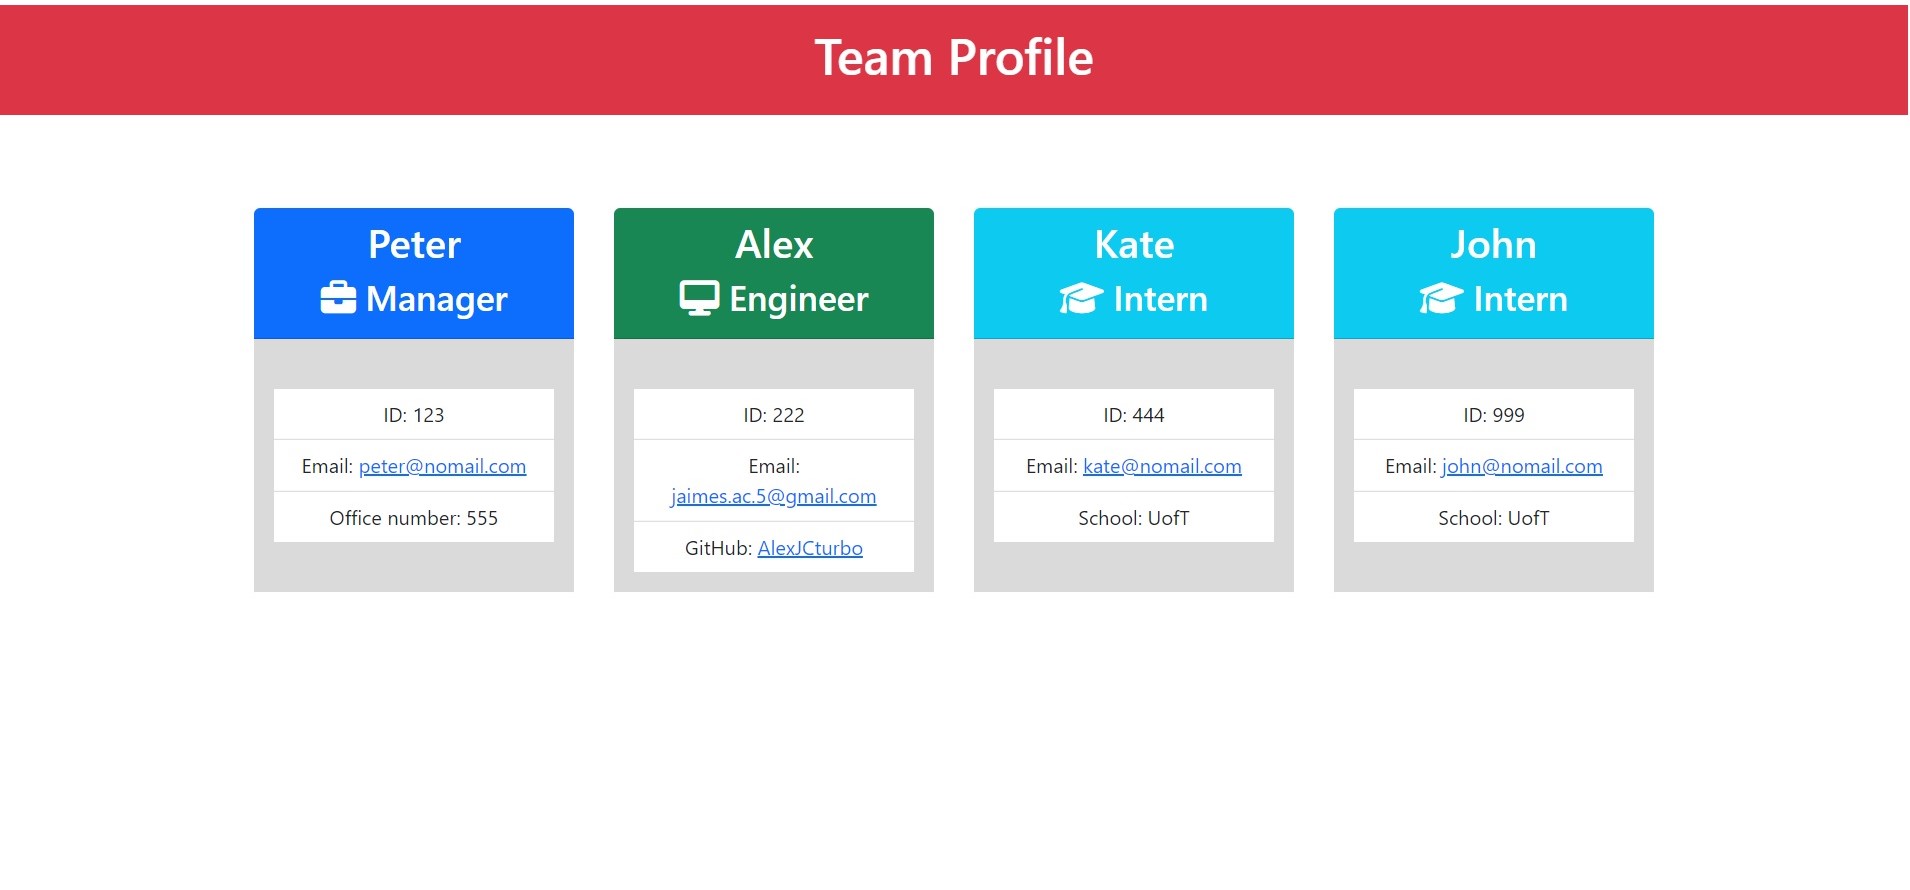 Team Profile
Peter
Manager
ID: 123
Email: peter@nomail.com
Office number: 555
Alex
Engineer
ID: 222
Email:
jaimes.ac.5@gmail.com
GitHub: AlexJCturbo
Kate
Intern
ID: 444
Email: kate@nomail.com
School: UofT
John
Intern
ID: 999
Email: john@nomail.com
School: UofT